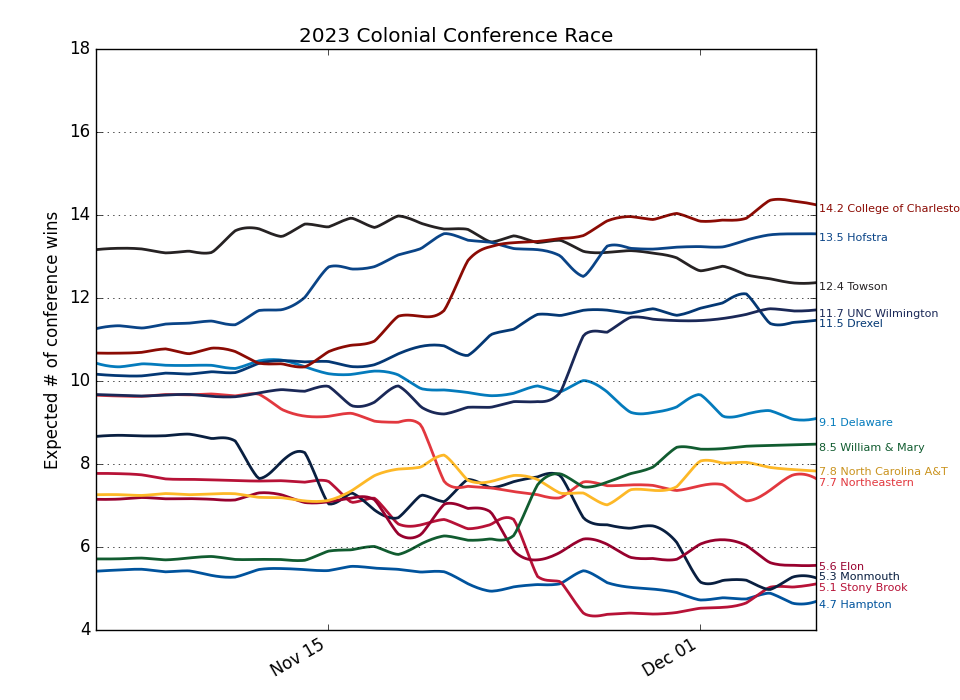 2023 Colonial Conference Race
Expected # of conference wins
18
16
14
12
10
8
6
4
Nov 15
Dec 01
14.2 College of Charlesto
13.5 Hofstra
12.4 Towson
11.7 UNC Wilmington
11.5 Drexel
9.1 Delaware
8.5 William & Mary
7.8 North Carolina A&T
7.7 Northeastern
5.6 Elon
5.3 Monmouth
5.1 Stony Brook
4.7 Hampton